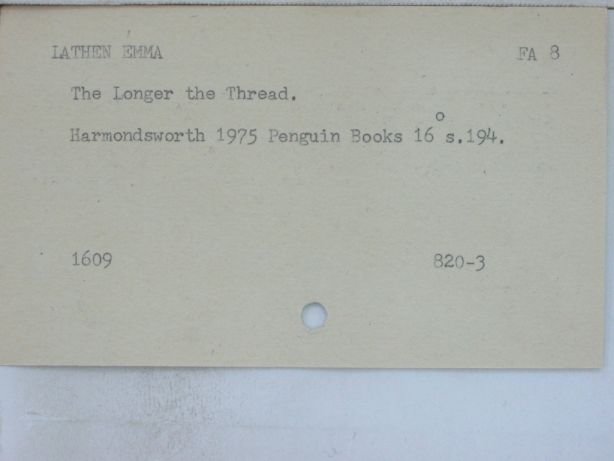 LATHEN EMMA FA 8
The Longer the Thread.
Harmondsworth 1975 Penguin Books 16° s.194.
1609 820-3